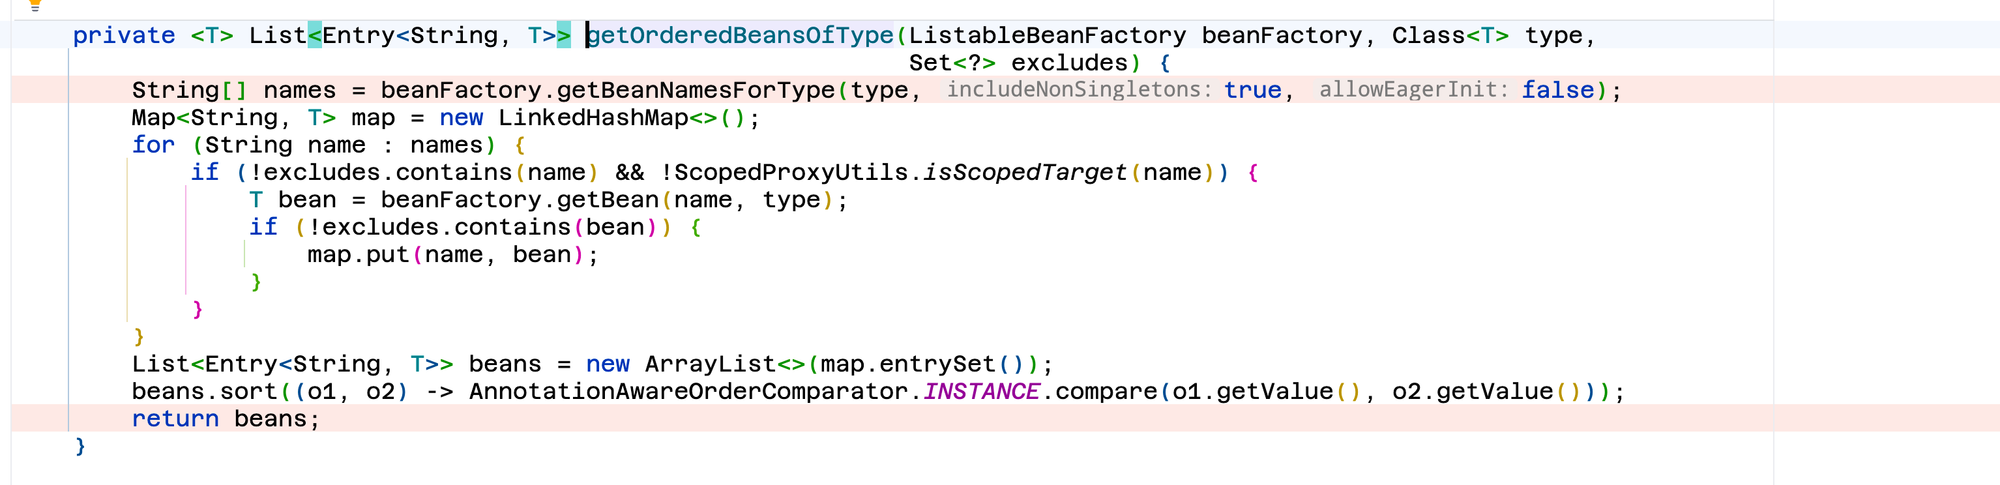 private <T> List<Entry<String, T>> getOrderedBeansOfType(ListableBeanFactory beanFactory, Class<T> type,
Set<?> excludes) {
String[] names = beanFactory.getBeanNamesForType(type, includeNonSingletons: true, allowEagerInit: false);
Map<String, T> map = new LinkedHashMap<>();
for (String name : names) {
if (!excludes.contains(name) && !ScopedProxyUtils.isScopedTarget(name)) {
T bean = beanFactory.getBean(name, type);
if (!excludes.contains(bean)) {
map.put(name, bean);
}
}
}
List<Entry<String, T>> beans = new ArrayList<>(map.entrySet());
beans.sort((o1, o2) -> AnnotationAwareOrderComparator.INSTANCE.compare(o1.getValue(), o2.getValue()));
return beans;
}